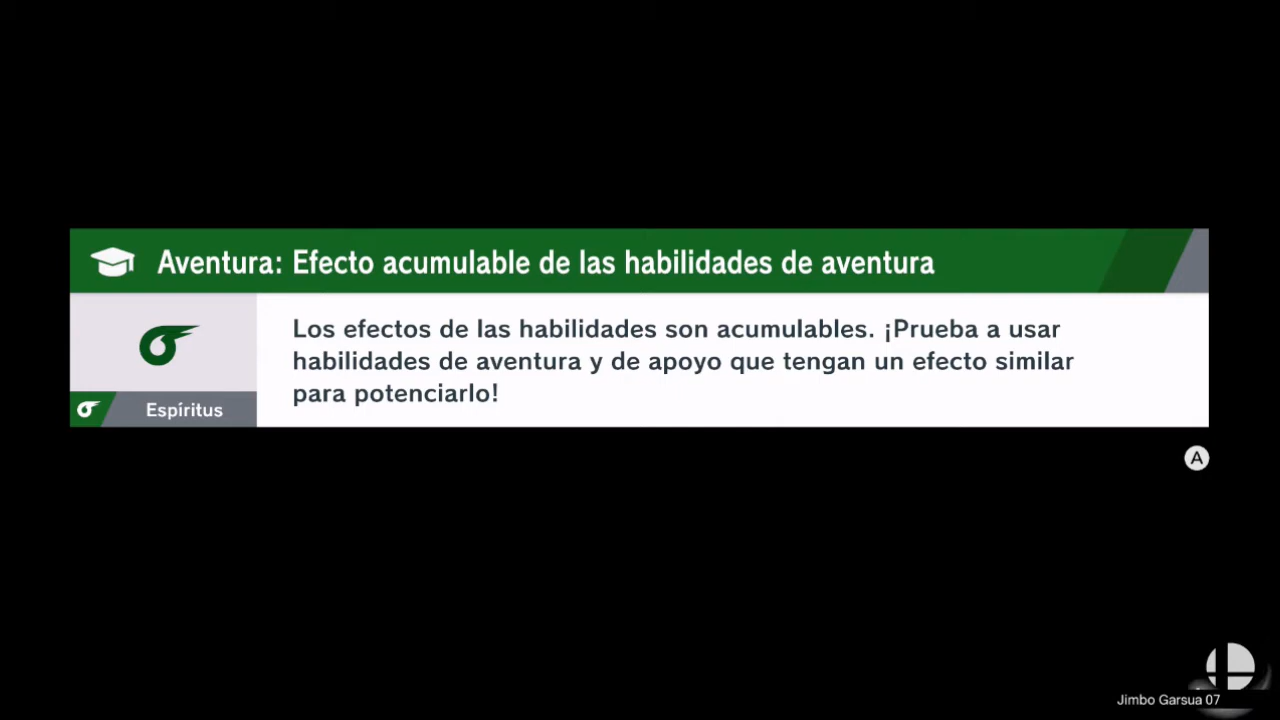 Aventura: Efecto acumulable de las habilidades de aventura
Los efectos de las habilidades son acumulables. ¡Prueba a usar
habilidades de aventura y de apoyo que tengan un efecto similar
para potenciarlo!
Espíritus
A
Jimbo Garsua 07